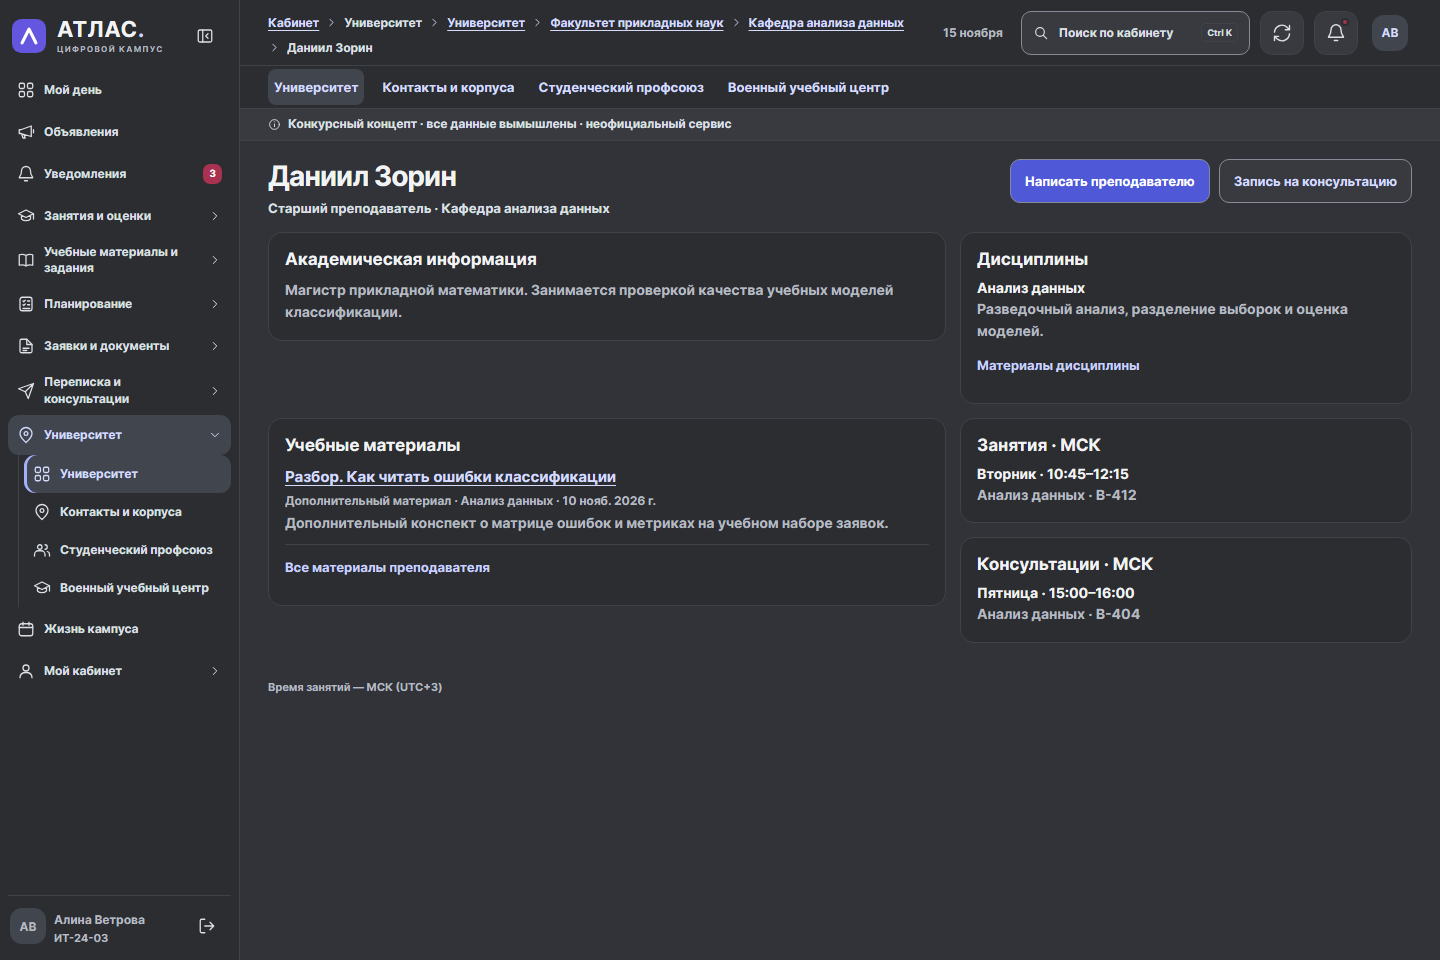 АТЛАС.
ЦИФРОВОЙ КАМПУС
Мой день
Объявления
Уведомления
3
Занятия и оценки
Учебные материалы и
задания
Планирование
Заявки и документы
Переписка и
консультации
Университет
Университет
Контакты и корпуса
Студенческий профсоюз
Военный учебный центр
Жизнь кампуса
Мой кабинет
АВ
Алина Ветрова
ИТ-24-03
Кабинет > Университет > Университет > Факультет прикладных наук > Кафедра анализа данных
> Даниил Зорин
15 ноября
Поиск по кабинету
Ctrl K
АВ
Университет
Контакты и корпуса
Студенческий профсоюз
Военный учебный центр
Конкурсный концепт · все данные вымышлены · неофициальный сервис
Даниил Зорин
Старший преподаватель · Кафедра анализа данных
Написать преподавателю
Запись на консультацию
Академическая информация
Магистр прикладной математики. Занимается проверкой качества учебных моделей
классификации.
Дисциплины
Анализ данных
Разведочный анализ, разделение выборок и оценка
моделей.
Материалы дисциплины
Учебные материалы
Разбор. Как читать ошибки классификации
Дополнительный материал · Анализ данных · 10 нояб. 2026 г.
Дополнительный конспект о матрице ошибок и метриках на учебном наборе заявок.
Все материалы преподавателя
Занятия · МСК
Вторник · 10:45–12:15
Анализ данных · В-412
Консультации · МСК
Пятница · 15:00–16:00
Анализ данных · В-404
Время занятий — МСК (UTC+3)